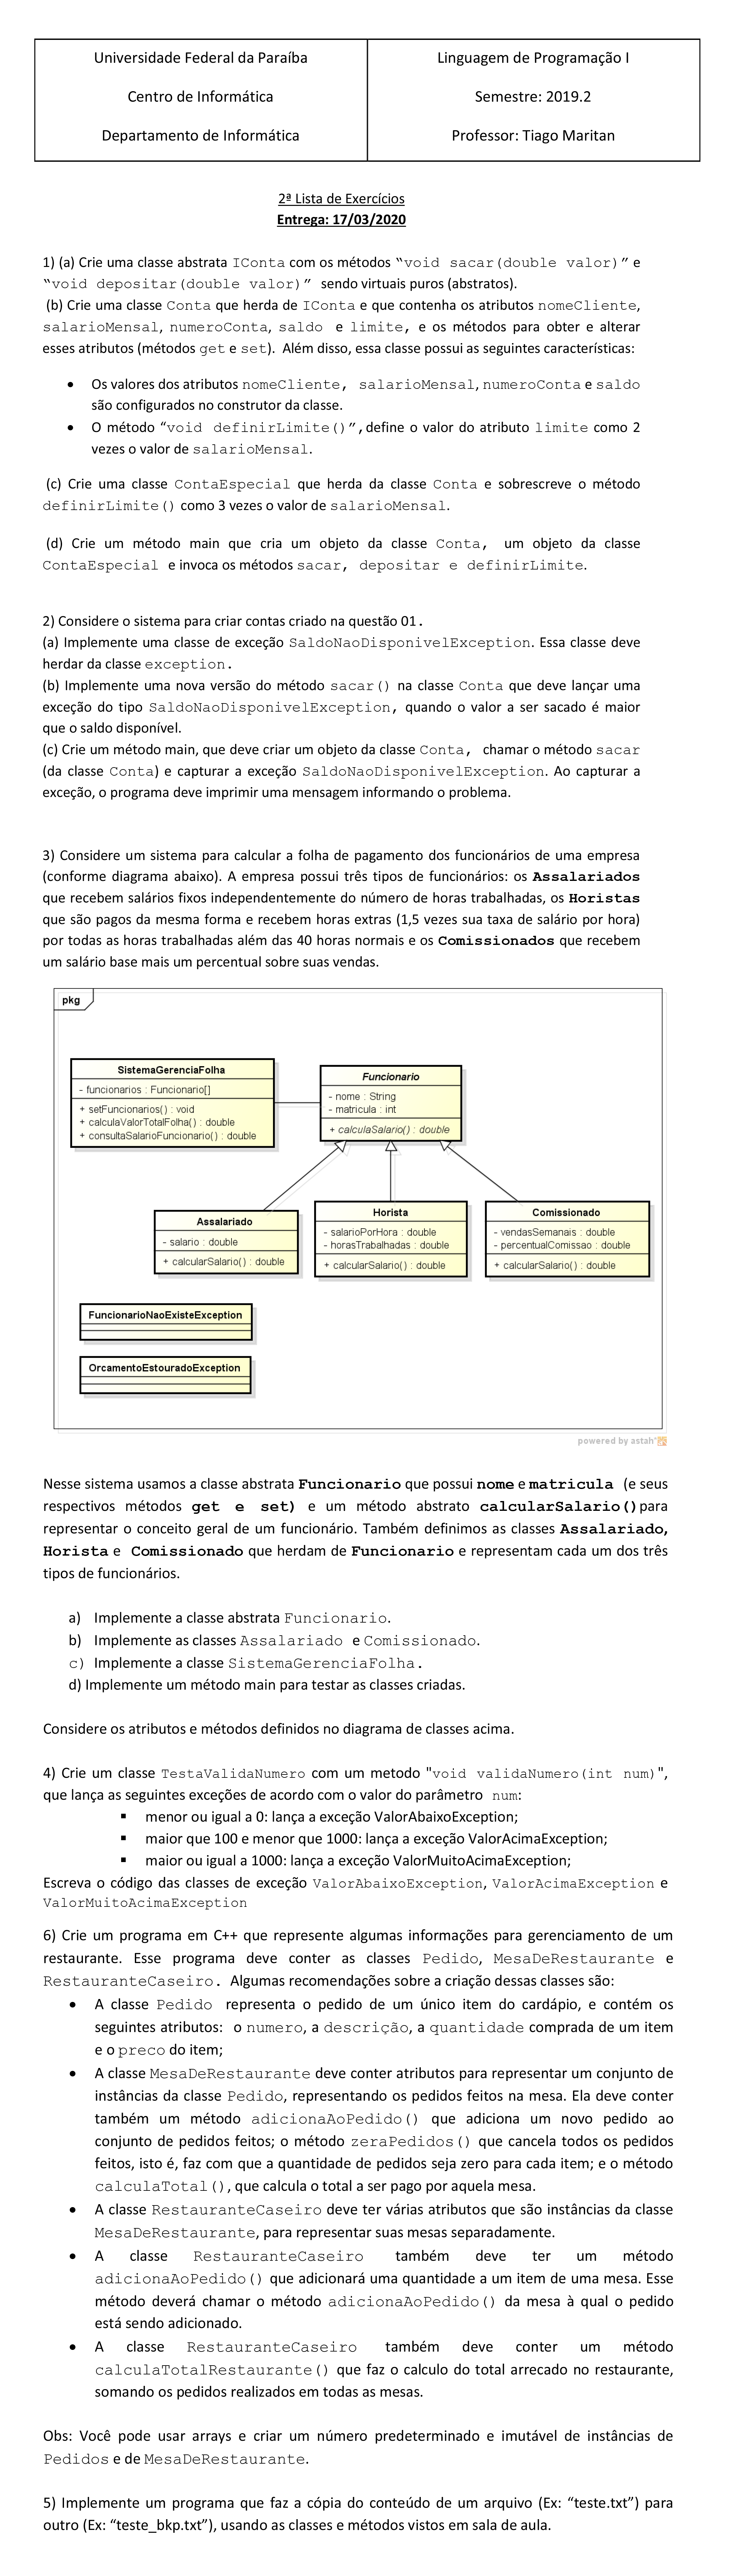 Universidade Federal da Paraíba
Centro de Informática
Departamento de Informática
Linguagem de Programação I
Semestre: 2019.2
Professor: Tiago Maritan
2ª Lista de Exercícios
Entrega: 17/03/2020
1) (a) Crie uma classe abstrata IConta com os métodos “void sacar(double valor)” e
“void depositar(double valor)” sendo virtuais puros (abstratos).
(b) Crie uma classe Conta que herda de IConta e que contenha os atributos nomeCliente,
salarioMensal, numeroConta, saldo e limite, e os métodos para obter e alterar
esses atributos (métodos get e set). Além disso, essa classe possui as seguintes características:
• Os valores dos atributos nomeCliente, salarioMensal, numeroConta e saldo
são configurados no construtor da classe.
• O método “void definirLimite()”, define o valor do atributo limite como 2
vezes o valor de salarioMensal.
(c) Crie uma classe ContaEspecial que herda da classe Conta e sobrescreve o método
definirLimite() como 3 vezes o valor de salarioMensal.
(d) Crie um método main que cria um objeto da classe Conta, um objeto da classe
ContaEspecial e invoca os métodos sacar, depositar e definirLimite.
2) Considere o sistema para criar contas criado na questão 01.
(a) Implemente uma classe de exceção SaldoNaoDisponivelException. Essa classe deve
herdar da classe exception.
(b) Implemente uma nova versão do método sacar() na classe Conta que deve lançar uma
exceção do tipo SaldoNaoDisponivelException, quando o valor a ser sacado é maior
que o saldo disponível.
(c) Crie um método main, que deve criar um objeto da classe Conta, chamar o método sacar
(da classe Conta) e capturar a exceção SaldoNaoDisponivelException. Ao capturar a
exceção, o programa deve imprimir uma mensagem informando o problema.
3) Considere um sistema para calcular a folha de pagamento dos funcionários de uma empresa
(conforme diagrama abaixo). A empresa possui três tipos de funcionários: os Assalariados
que recebem salários fixos independentemente do número de horas trabalhadas, os Horistas
que são pagos da mesma forma e recebem horas extras (1,5 vezes sua taxa de salário por hora)
por todas as horas trabalhadas além das 40 horas normais e os Comissionados que recebem
um salário base mais um percentual sobre suas vendas.
pkg
SistemaGerenciaFolha
- funcionarios : Funcionario[]
+ setFuncionarios() : void
+ calculaValorTotalFolha() : double
+ consultaSalarioFuncionario() : double
Funcionario
- nome : String
- matricula : int
+ calculaSalario() : double
Assalariado
- salario : double
+ calcularSalario() : double
Horista
- salarioPorHora : double
- horasTrabalhadas : double
+ calcularSalario() : double
Comissionado
- vendasSemanais : double
- percentualComissao : double
+ calcularSalario() : double
FuncionarioNaoExisteException
OrcamentoEstouradoException
powered by astah*
Nesse sistema usamos a classe abstrata Funcionario que possui nome e matricula (e seus
respectivos métodos get e set) e um método abstrato calcularSalario() para
representar o conceito geral de um funcionário. Também definimos as classes Assalariado,
Horista e Comissionado que herdam de Funcionario e representam cada um dos três
tipos de funcionários.
a) Implemente a classe abstrata Funcionario.
b) Implemente as classes Assalariado e Comissionado.
c) Implemente a classe SistemaGerenciaFolha.
d) Implemente um método main para testar as classes criadas.
Considere os atributos e métodos definidos no diagrama de classes acima.
4) Crie um classe TestaValidaNumero com um metodo "void validaNumero(int num)",
que lança as seguintes exceções de acordo com o valor do parâmetro num:
▪ menor ou igual a 0: lança a exceção ValorAbaixoException;
▪ maior que 100 e menor que 1000: lança a exceção ValorAcimaException;
▪ maior ou igual a 1000: lança a exceção ValorMuitoAcimaException;
Escreva o código das classes de exceção ValorAbaixoException, ValorAcimaException e
ValorMuitoAcimaException
6) Crie um programa em C++ que represente algumas informações para gerenciamento de um
restaurante. Esse programa deve conter as classes Pedido, MesaDeRestaurante e
RestauranteCaseiro. Algumas recomendações sobre a criação dessas classes são:
• A classe Pedido representa o pedido de um único item do cardápio, e contém os
seguintes atributos: o numero, a descrição, a quantidade comprada de um item
e o preco do item;
• A classe MesaDeRestaurante deve conter atributos para representar um conjunto de
instâncias da classe Pedido, representando os pedidos feitos na mesa. Ela deve conter
também um método adicionaAoPedido() que adiciona um novo pedido ao
conjunto de pedidos feitos; o método zeraPedidos() que cancela todos os pedidos
feitos, isto é, faz com que a quantidade de pedidos seja zero para cada item; e o método
calculaTotal(), que calcula o total a ser pago por aquela mesa.
• A classe RestauranteCaseiro deve ter várias atributos que são instâncias da classe
MesaDeRestaurante, para representar suas mesas separadamente.
• A classe RestauranteCaseiro também deve ter um método
adicionaAoPedido() que adicionará uma quantidade a um item de uma mesa. Esse
método deverá chamar o método adicionaAoPedido() da mesa à qual o pedido
está sendo adicionado.
• A classe RestauranteCaseiro também deve conter um método
calculaTotalRestaurante() que faz o calculo do total arrecado no restaurante,
somando os pedidos realizados em todas as mesas.
Obs: Você pode usar arrays e criar um número predeterminado e imutável de instâncias de
Pedidos e de MesaDeRestaurante.
5) Implemente um programa que faz a cópia do conteúdo de um arquivo (Ex: “teste.txt”) para
outro (Ex: “teste_bkp.txt”), usando as classes e métodos vistos em sala de aula.